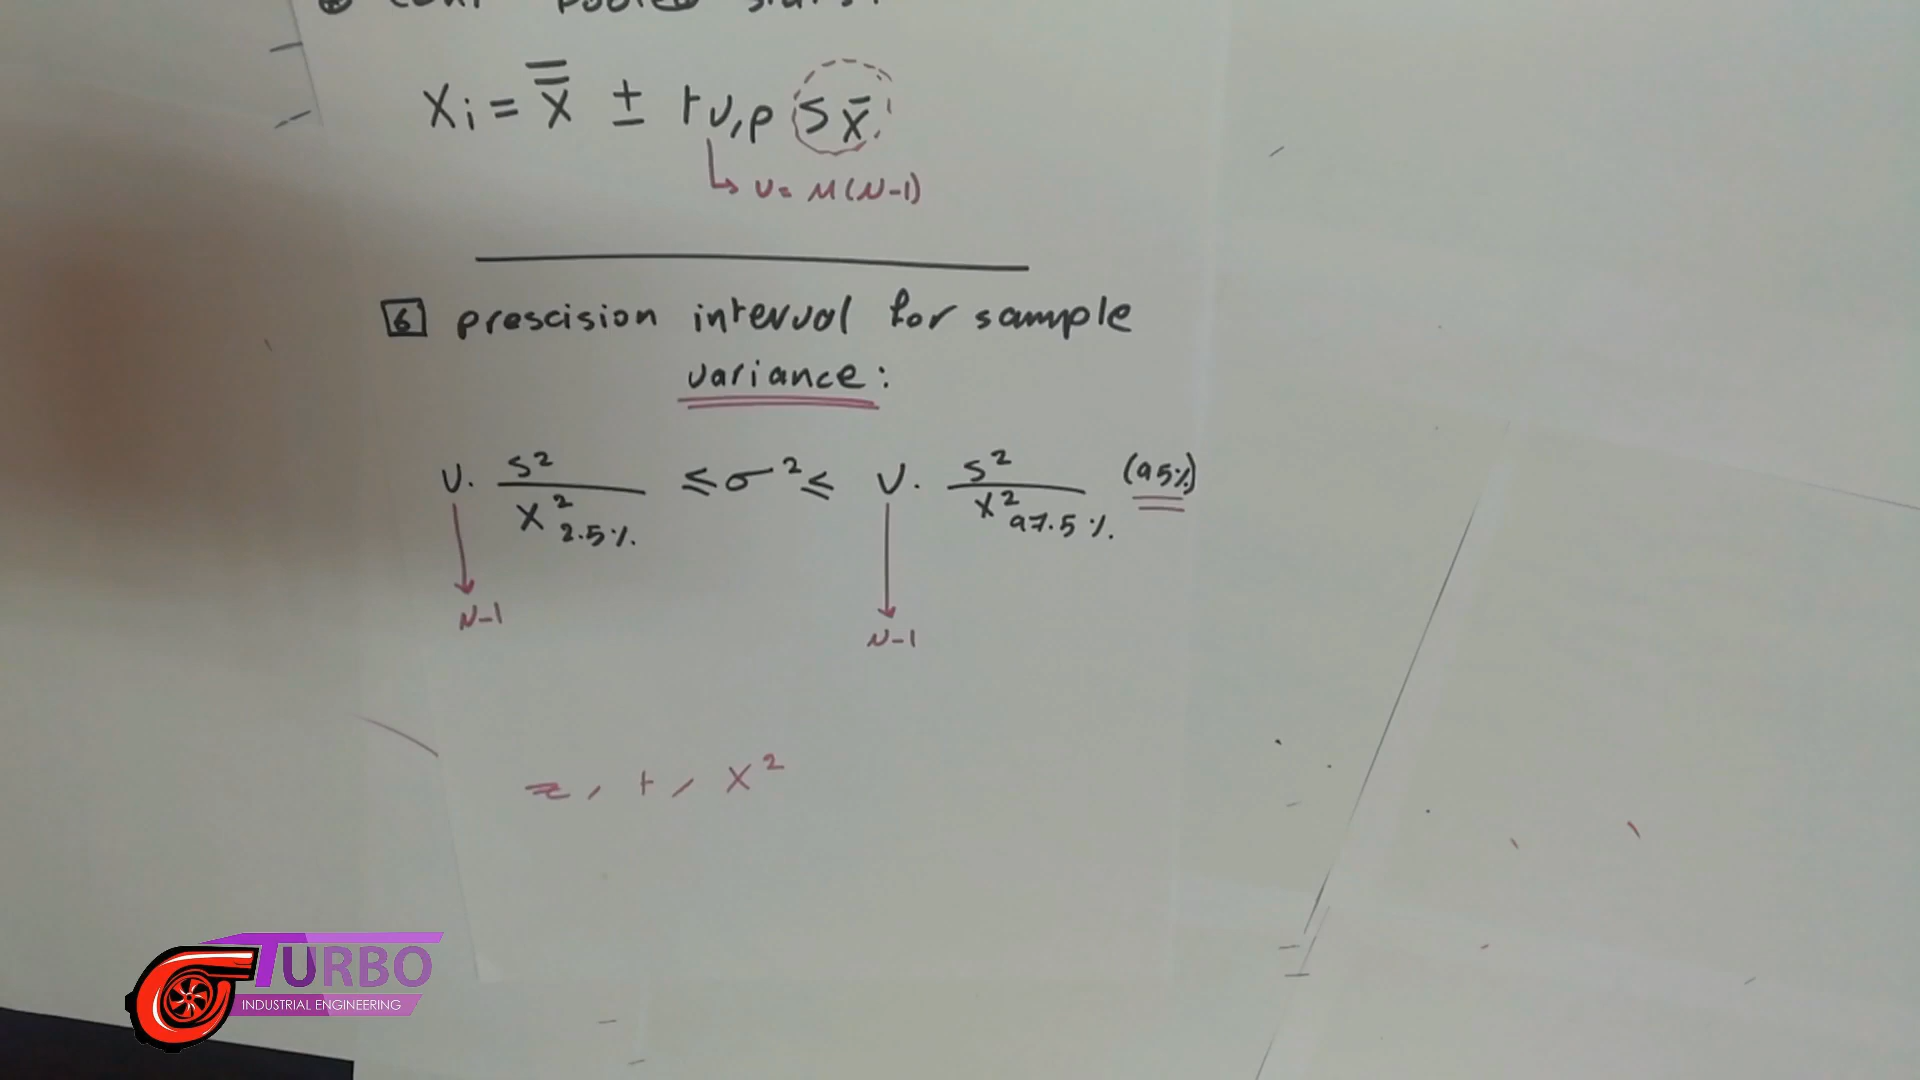 Xi = x̿ ± tν,p Sx̄
ν = M(N-1)
6 prescision interval for sample
variance:
ν. S²/X²2.5% ≤ σ² ≤ ν. S²/X²97.5% (95%)
N-1 N-1
z, t, X²
TURBO
INDUSTRIAL ENGINEERING